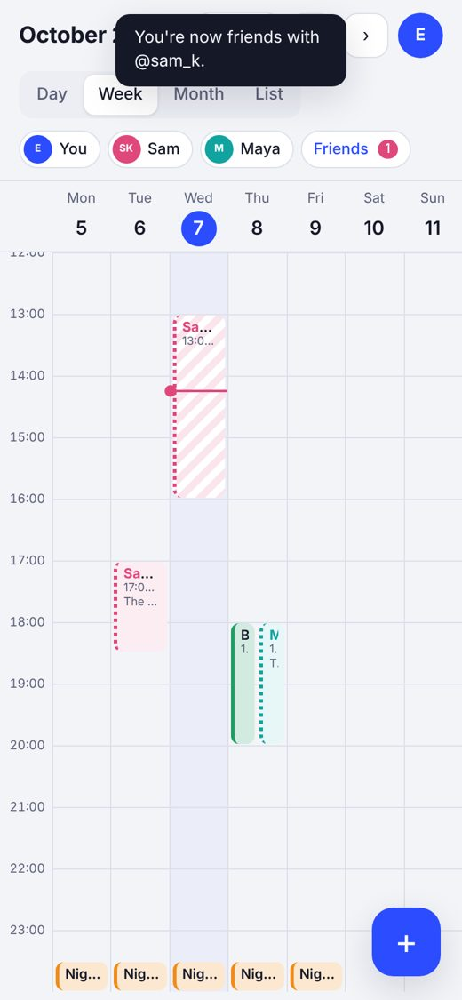 October
You're now friends with
@sam_k.
›
E
Day
Week
Month
List
E
You
SK
Sam
M
Maya
Friends
1
Mon
Tue
Wed
Thu
Fri
Sat
Sun
5
6
7
8
9
10
11
12:00
13:00
Sa...
13:0...
14:00
15:00
16:00
17:00
Sa...
17:0...
The ...
18:00
B
1.
M
1.
T.
19:00
20:00
21:00
22:00
23:00
+
Nig...
Nig...
Nig...
Nig...
Nig...